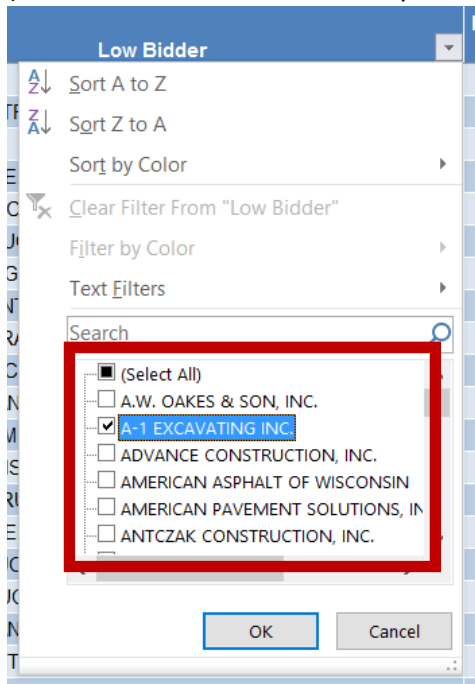 Low Bidder
Sort A to Z
Sort Z to A
Sort by Color
Clear Filter From "Low Bidder"
Filter by Color
Text Filters
Search
(Select All)
A.W. OAKES & SON, INC.
A-1 EXCAVATING INC.
ADVANCE CONSTRUCTION, INC.
AMERICAN ASPHALT OF WISCONSIN
AMERICAN PAVEMENT SOLUTIONS, IN
ANTCZAK CONSTRUCTION, INC.
OK Cancel